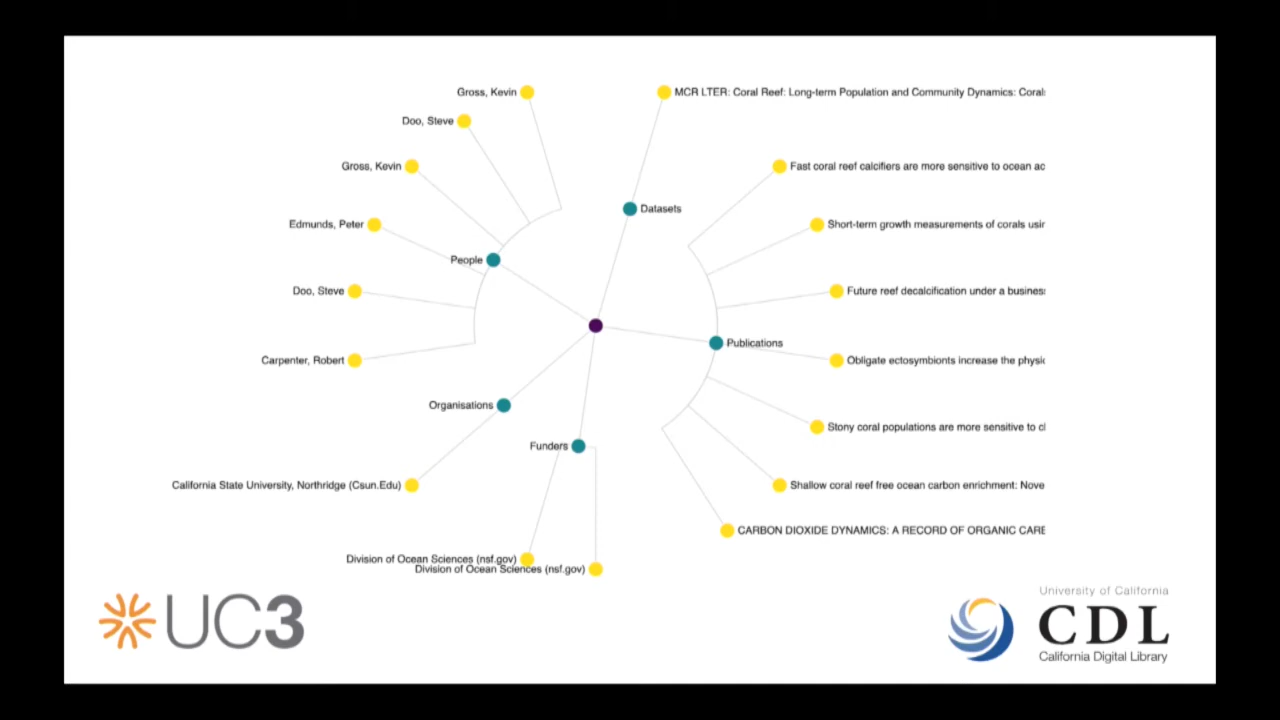 Gross, Kevin
MCR LTER: Coral Reef: Long-term Population and Community Dynamics: Corals
Doo, Steve
Gross, Kevin
Fast coral reef calcifiers are more sensitive to ocean ac
Edmunds, Peter
Short-term growth measurements of corals usin
Datasets
People
Doo, Steve
Future reef decalcification under a business
Publications
Carpenter, Robert
Obligate ectosymbionts increase the physic
Organisations
Stony coral populations are more sensitive to cl
Funders
California State University, Northridge (Csun.Edu)
Shallow coral reef free ocean carbon enrichment: Nove
CARBON DIOXIDE DYNAMICS: A RECORD OF ORGANIC CARB
Division of Ocean Sciences (nsf.gov)
Division of Ocean Sciences (nsf.gov)
UC3
University of California
CDL
California Digital Library